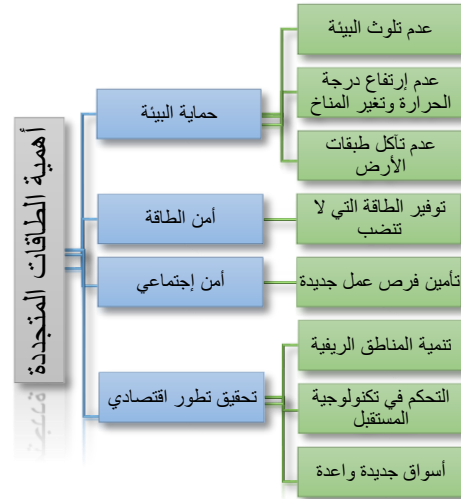 أهمية الطاقات المتجددة
حماية البيئة
عدم تلوث البيئة
عدم إرتفاع درجة
الحرارة وتغير المناخ
عدم تآكل طبقات
الأرض
أمن الطاقة
توفير الطاقة التي لا
تنضب
أمن إجتماعي
تأمين فرص عمل جديدة
تحقيق تطور اقتصادي
تنمية المناطق الريفية
التحكم في تكنولوجية
المستقبل
أسواق جديدة واعدة